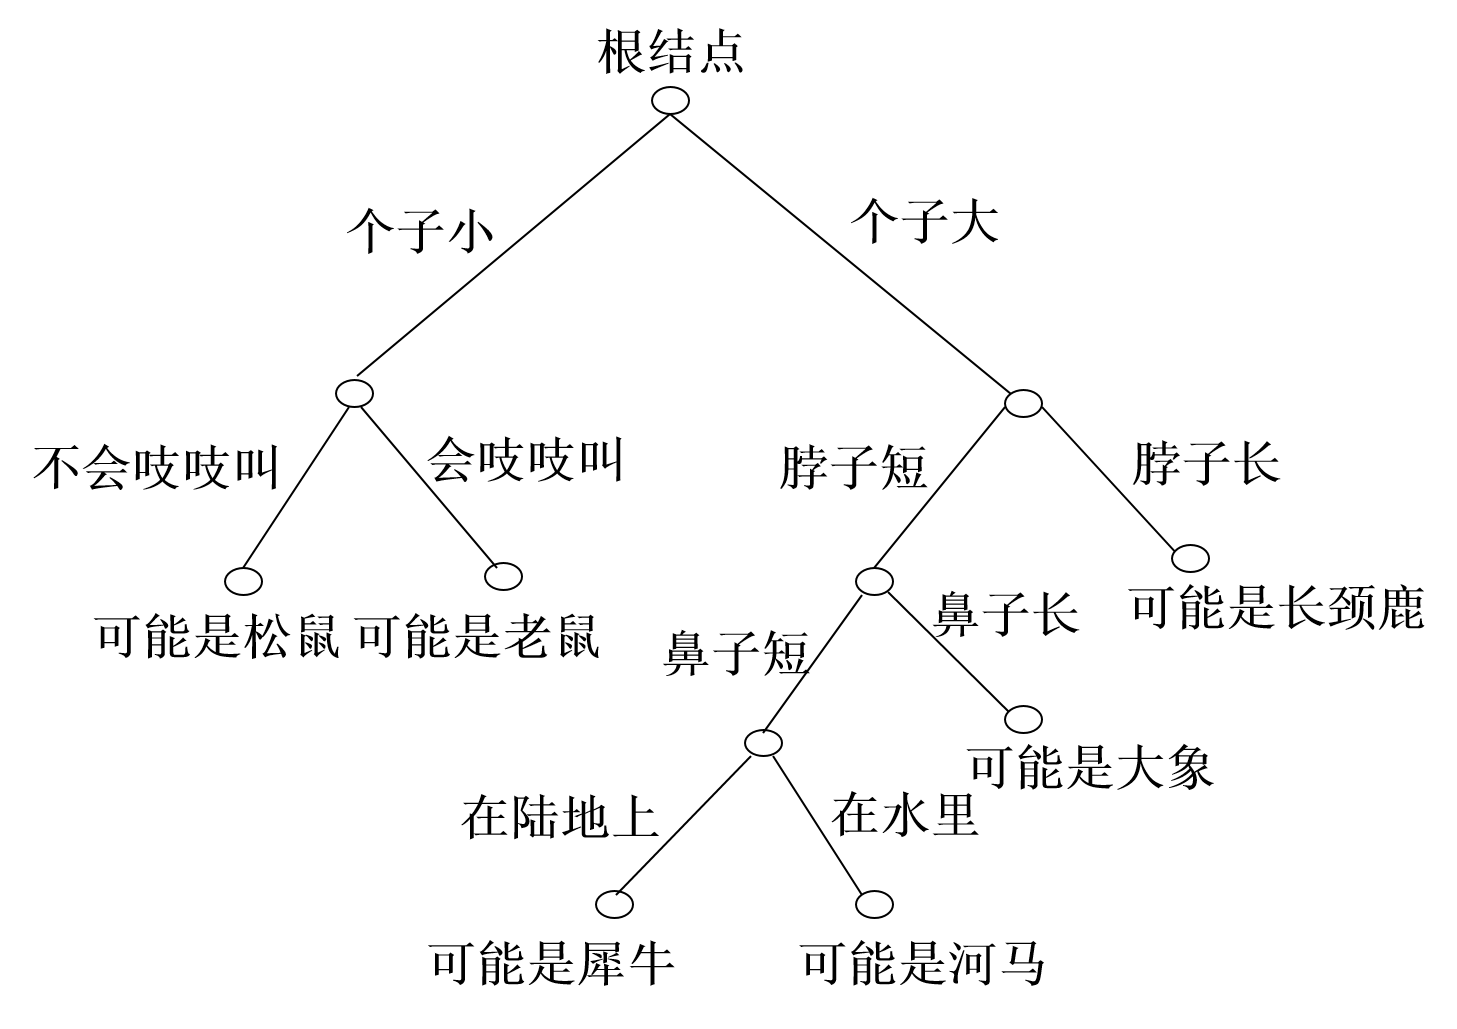 根结点
个子小
个子大
不会吱吱叫
会吱吱叫
脖子短
脖子长
可能是松鼠
可能是老鼠
鼻子短
鼻子长
可能是长颈鹿
可能是大象
在陆地上
在水里
可能是犀牛
可能是河马